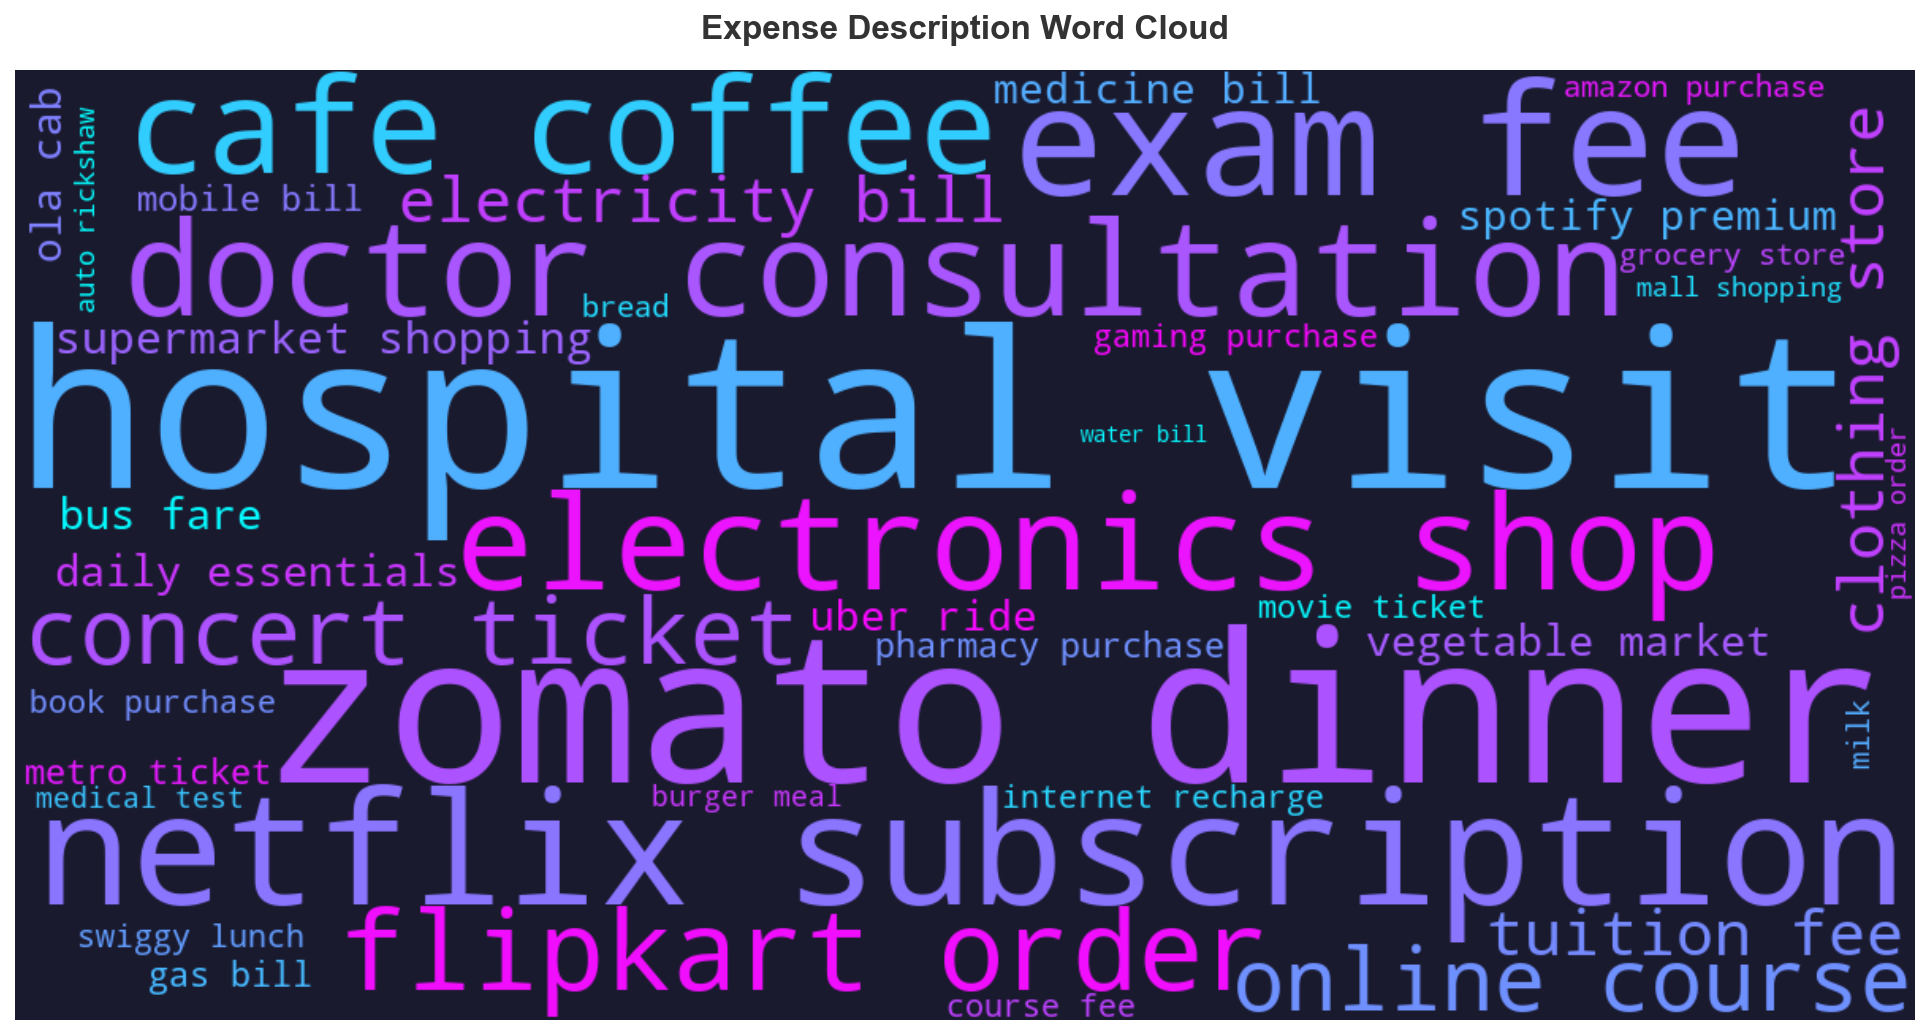 Expense Description Word Cloud
ola cab
auto rickshaw
cafe coffee
medicine bill
amazon purchase
exam fee
mobile bill
electricity bill
spotify premium
clothing store
doctor consultation
grocery store
mall shopping
bread
supermarket shopping
gaming purchase
hospital visit
water bill
pizza order
bus fare
electronics shop
daily essentials
concert ticket
uber ride
movie ticket
pharmacy purchase
vegetable market
book purchase
zomato dinner
milk
metro ticket
medical test
burger meal
internet recharge
netflix subscription
swiggy lunch
flipkart order
tuition fee
gas bill
online course
course fee